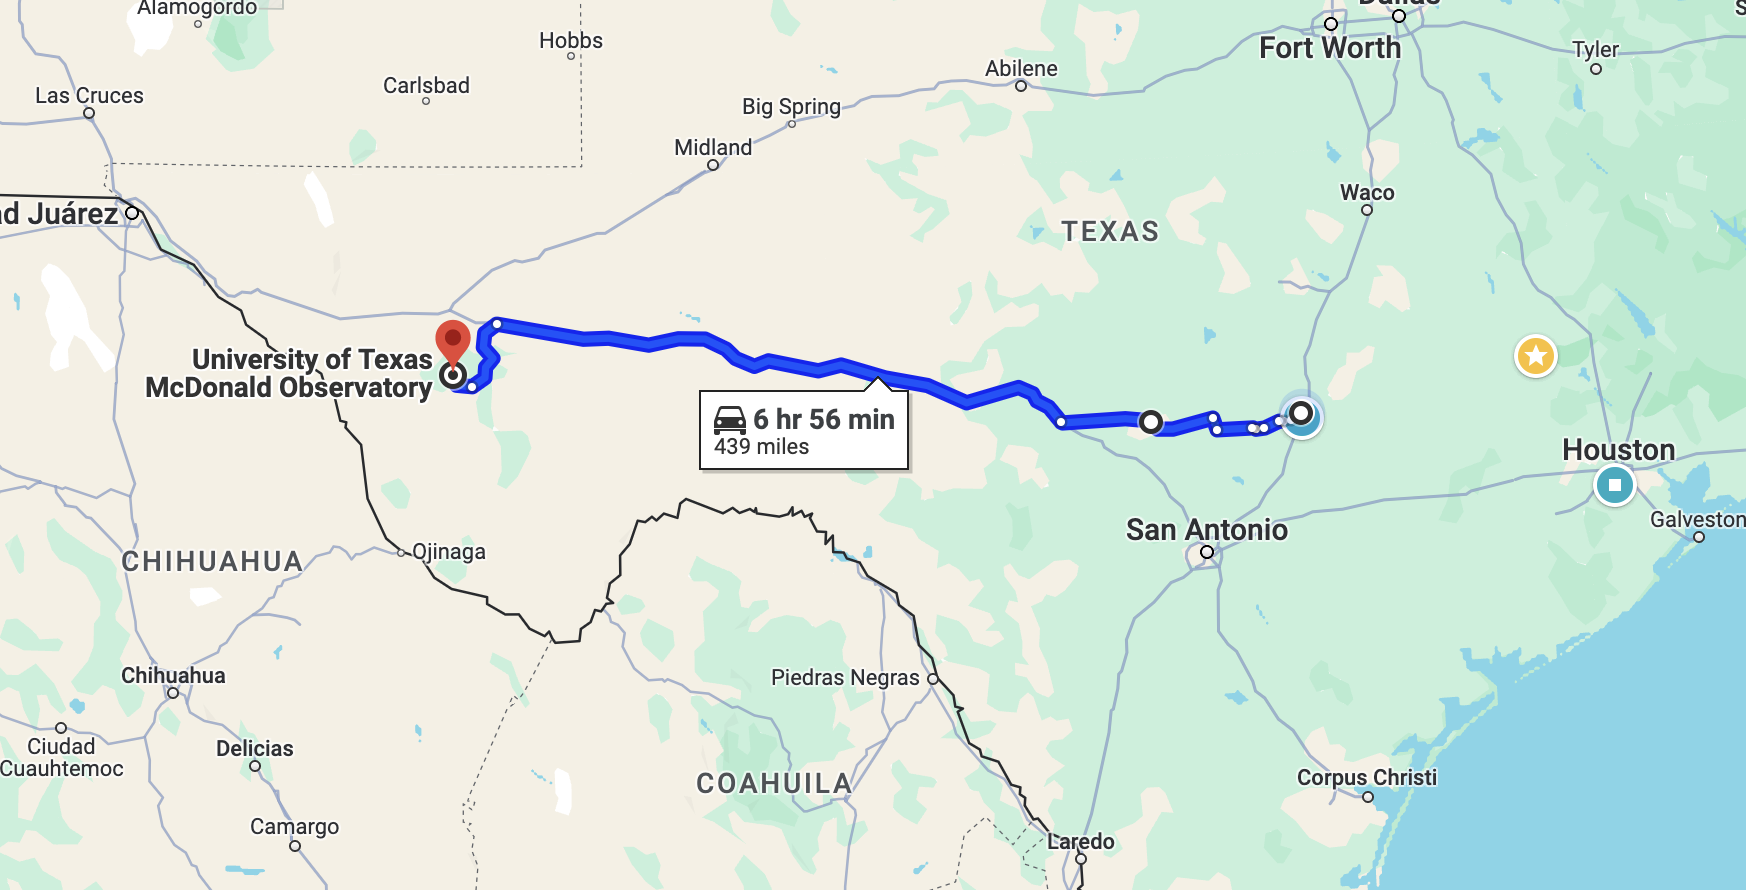 Alamogordo
Dallas
Hobbs
Fort Worth
Tyler
Carlsbad
Abilene
Las Cruces
Big Spring
Midland
Waco
ad Juárez
TEXAS
University of Texas
McDonald Observatory
6 hr 56 min
439 miles
Houston
San Antonio
Galveston
Ojinaga
CHIHUAHUA
Chihuahua
Piedras Negras
Ciudad
Cuauhtemoc
Delicias
COAHUILA
Corpus Christi
Camargo
Laredo